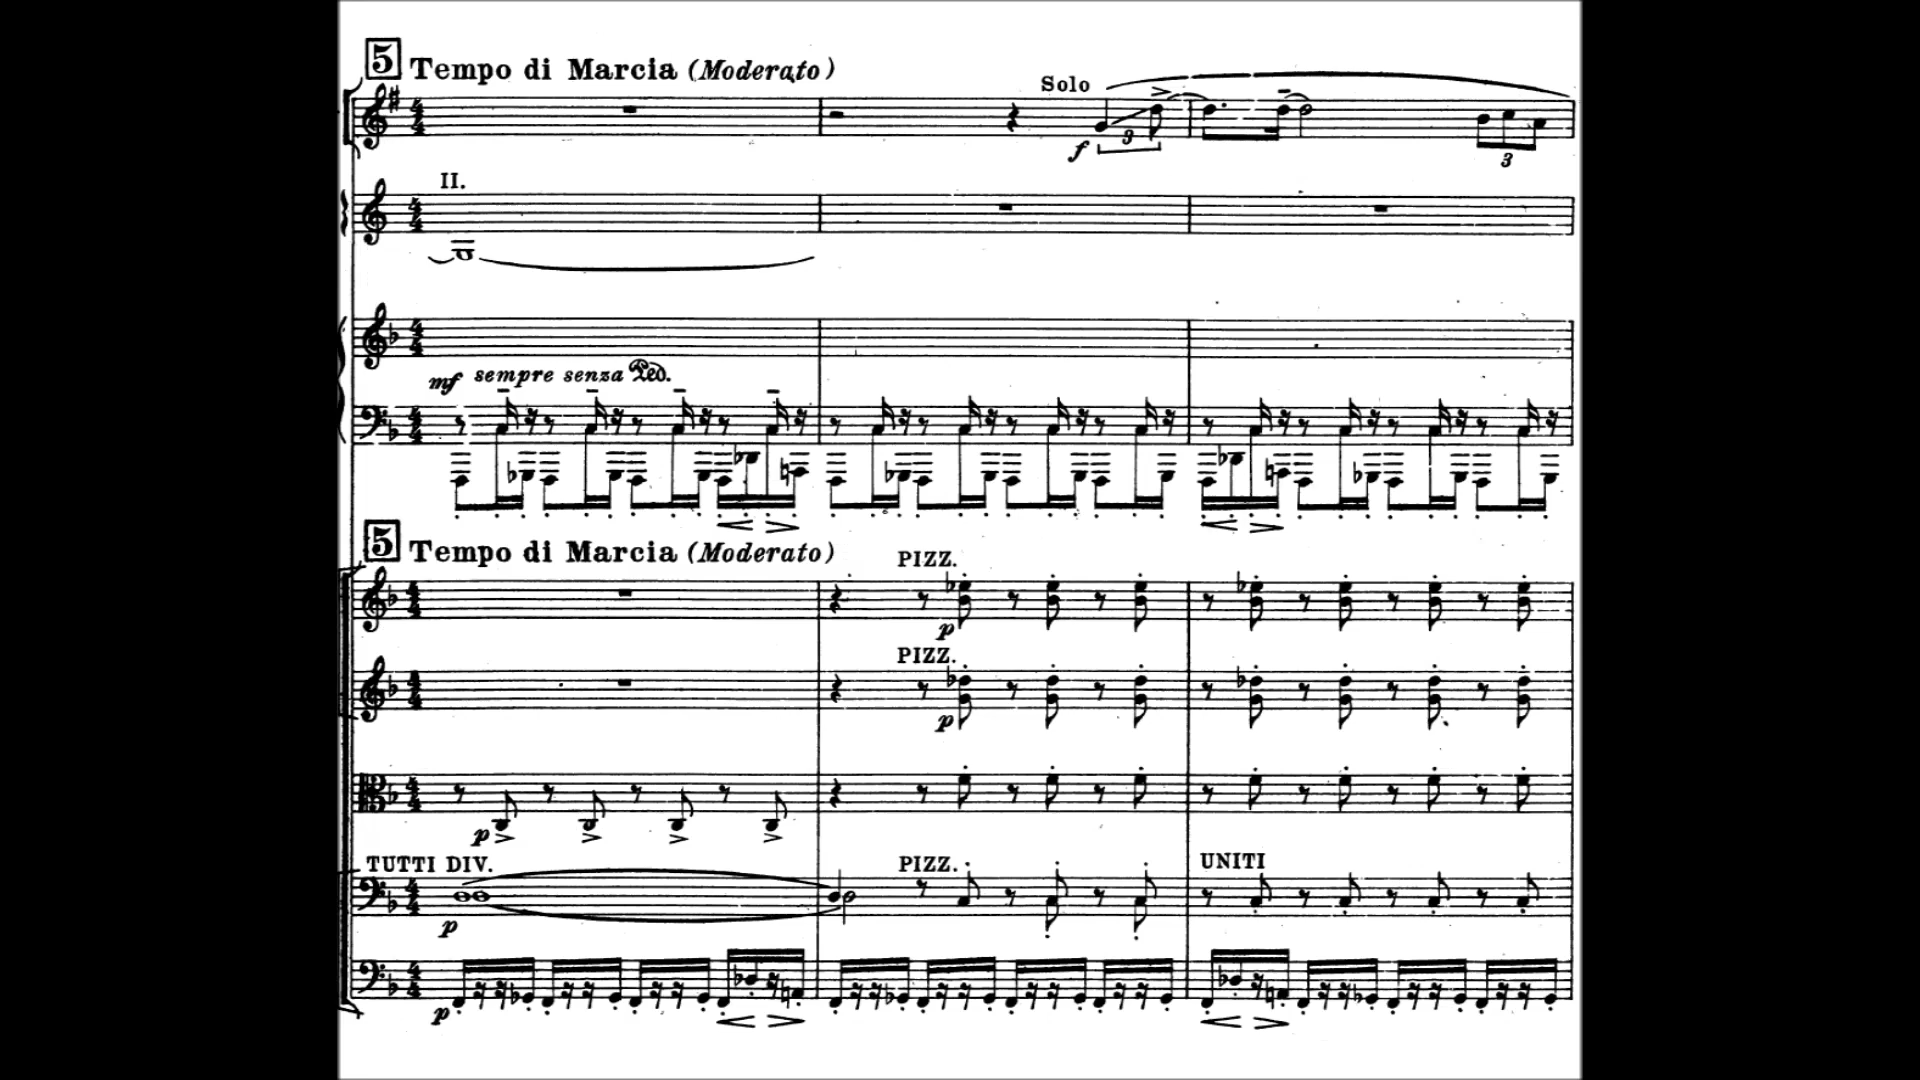 5 Tempo di Marcia (Moderato)
Solo
3
f
3
II.
mf sempre senza Ped.
5 Tempo di Marcia (Moderato)
PIZZ.
p
PIZZ.
p
p
TUTTI DIV.
PIZZ.
UNITI
p
p